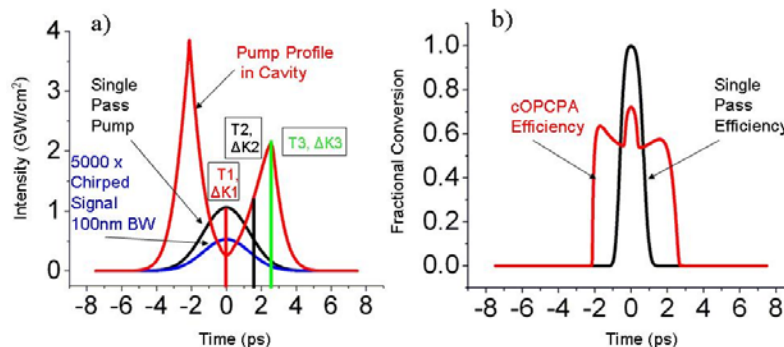 a)
4
3
2
1
0
Intensity (GW/cm²)
-8 -6 -4 -2 0 2 4 6 8
Time (ps)
Pump Profile
in Cavity
Single
Pass
Pump
5000 x
Chirped
Signal
100nm BW
T1,
ΔK1
T2,
ΔK2
T3, ΔK3
b)
1.0
0.8
0.6
0.4
0.2
0.0
Fractional Conversion
-8 -6 -4 -2 0 2 4 6 8
Time (ps)
cOPCPA
Efficiency
Single
Pass
Efficiency